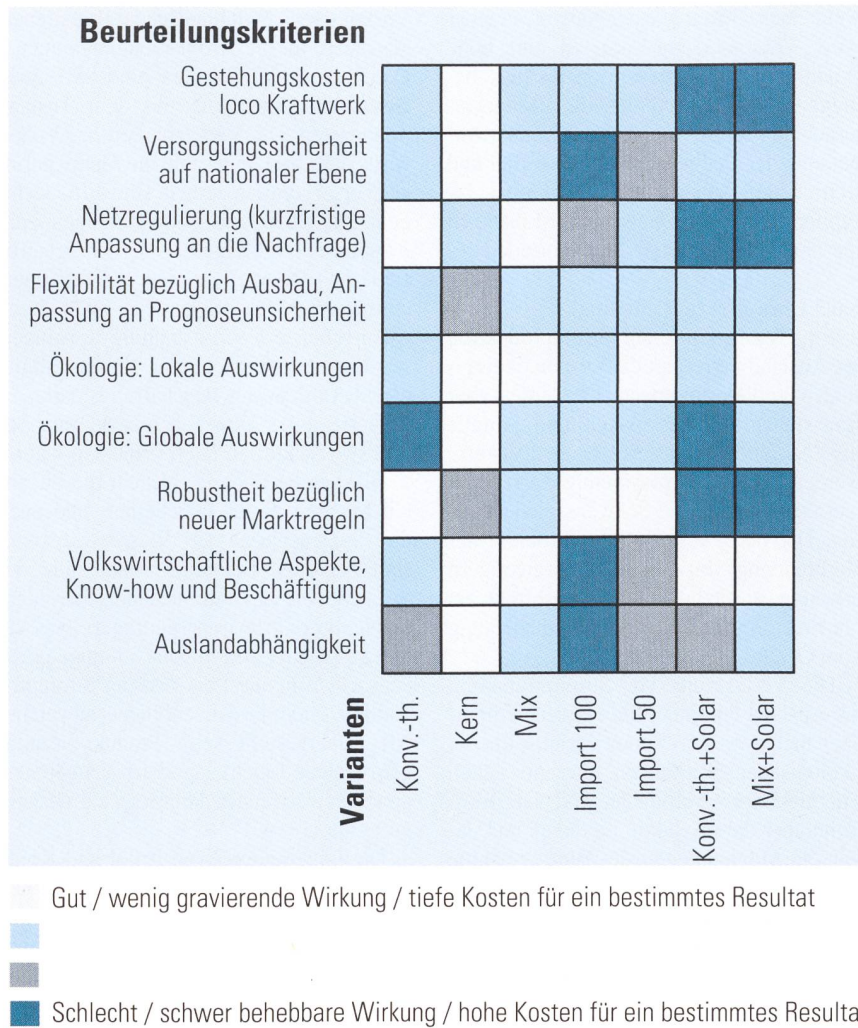 Beurteilungskriterien
Gestehungskosten
loco Kraftwerk
Versorgungssicherheit
auf nationaler Ebene
Netzregulierung (kurzfristige
Anpassung an die Nachfrage)
Flexibilität bezüglich Ausbau, An-
passung an Prognoseunsicherheit
Ökologie: Lokale Auswirkungen
Ökologie: Globale Auswirkungen
Robustheit bezüglich
neuer Marktregeln
Volkswirtschaftliche Aspekte,
Know-how und Beschäftigung
Auslandabhängigkeit
Varianten
Konv.-th.
Kern
Mix
Import 100
Import 50
Konv.-th.+Solar
Mix+Solar
Gut / wenig gravierende Wirkung / tiefe Kosten für ein bestimmtes Resultat
Schlecht / schwer behebbare Wirkung / hohe Kosten für ein bestimmtes Resulta